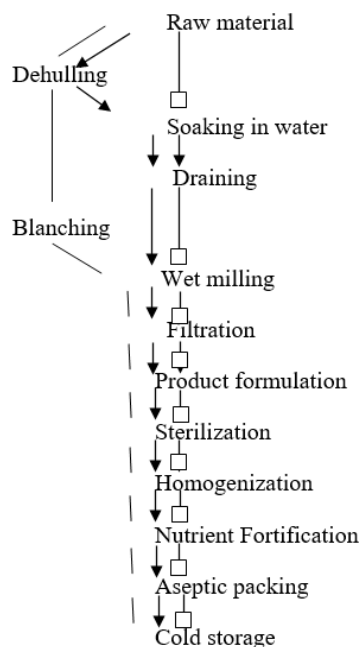 Raw material
Dehulling
Soaking in water
Draining
Blanching
Wet milling
Filtration
Product formulation
Sterilization
Homogenization
Nutrient Fortification
Aseptic packing
Cold storage